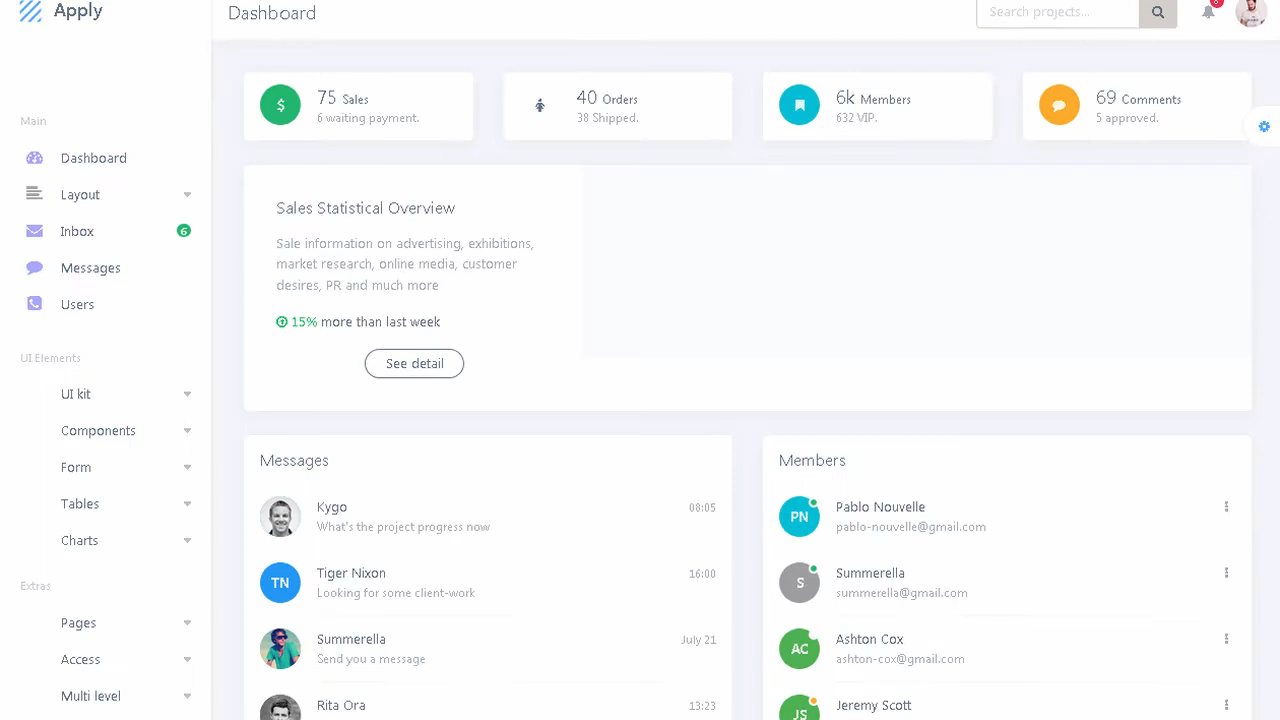 Apply
Dashboard
Search projects...
Main
Dashboard
Layout
Inbox
6
Messages
Users
UI Elements
UI kit
Components
Form
Tables
Charts
Extras
Pages
Access
Multi level
75 Sales
6 waiting payment.
40 Orders
38 Shipped.
6k Members
632 VIP.
69 Comments
5 approved.
Sales Statistical Overview
Sale information on advertising, exhibitions,
market research, online media, customer
desires, PR and much more
15% more than last week
See detail
Messages
Kygo
08:05
What's the project progress now
TN
Tiger Nixon
16:00
Looking for some client-work
Summerella
July 21
Send you a message
Rita Ora
13:23
Members
PN
Pablo Nouvelle
pablo-nouvelle@gmail.com
S
Summerella
summerella@gmail.com
AC
Ashton Cox
ashton-cox@gmail.com
JS
Jeremy Scott